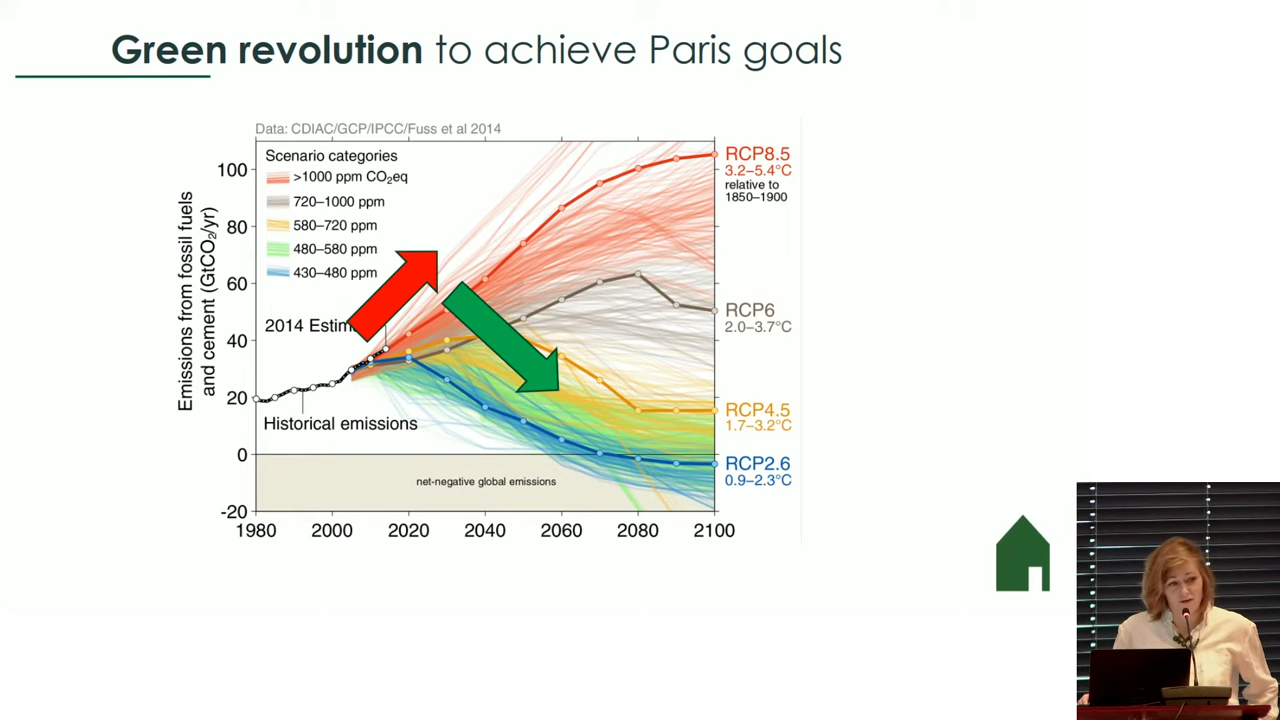 Green revolution to achieve Paris goals
Data: CDIAC/GCP/IPCC/Fuss et al 2014
Scenario categories
>1000 ppm CO₂eq
720–1000 ppm
580–720 ppm
480–580 ppm
430–480 ppm
2014 Estim
Historical emissions
net-negative global emissions
Emissions from fossil fuels
and cement (GtCO₂/yr)
100
80
60
40
20
0
-20
1980
2000
2020
2040
2060
2080
2100
RCP8.5
3.2–5.4°C
relative to
1850–1900
RCP6
2.0–3.7°C
RCP4.5
1.7–3.2°C
RCP2.6
0.9–2.3°C